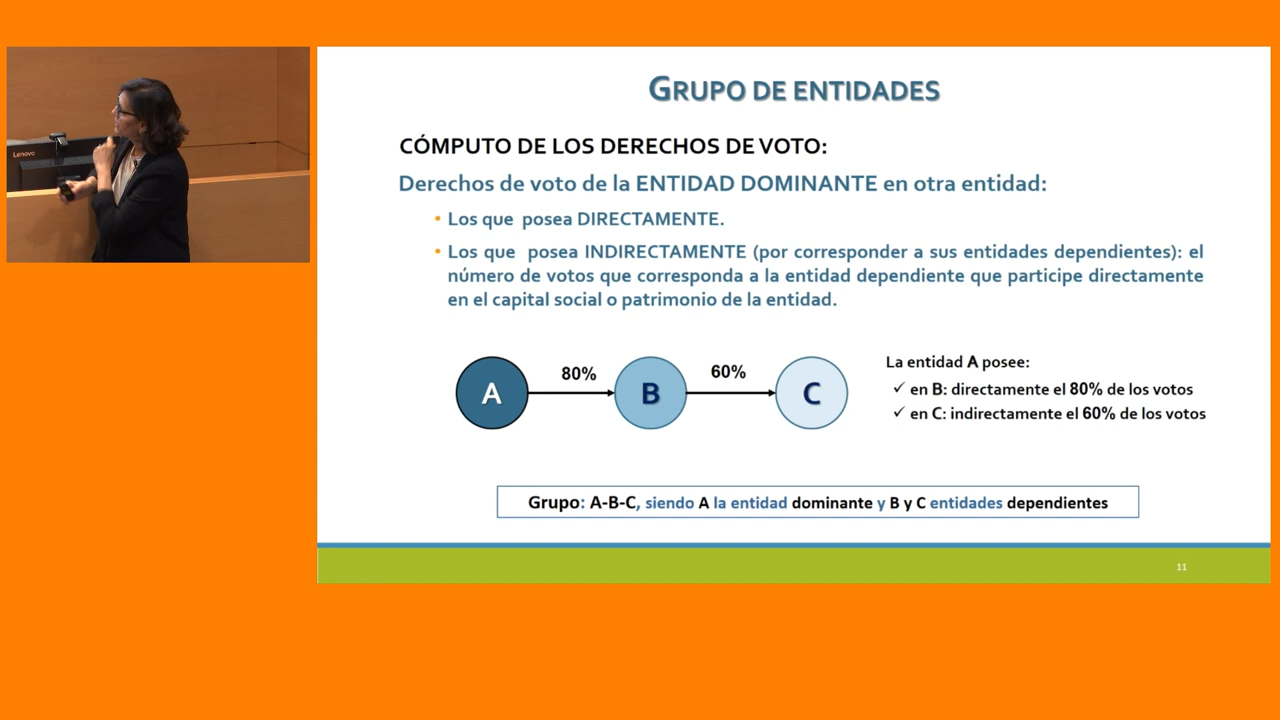 Lenovo
GRUPO DE ENTIDADES
CÓMPUTO DE LOS DERECHOS DE VOTO:
Derechos de voto de la ENTIDAD DOMINANTE en otra entidad:
• Los que posea DIRECTAMENTE.
• Los que posea INDIRECTAMENTE (por corresponder a sus entidades dependientes): el
número de votos que corresponda a la entidad dependiente que participe directamente
en el capital social o patrimonio de la entidad.
A 80% B 60% C
La entidad A posee:
✓ en B: directamente el 80% de los votos
✓ en C: indirectamente el 60% de los votos
Grupo: A-B-C, siendo A la entidad dominante y B y C entidades dependientes
11